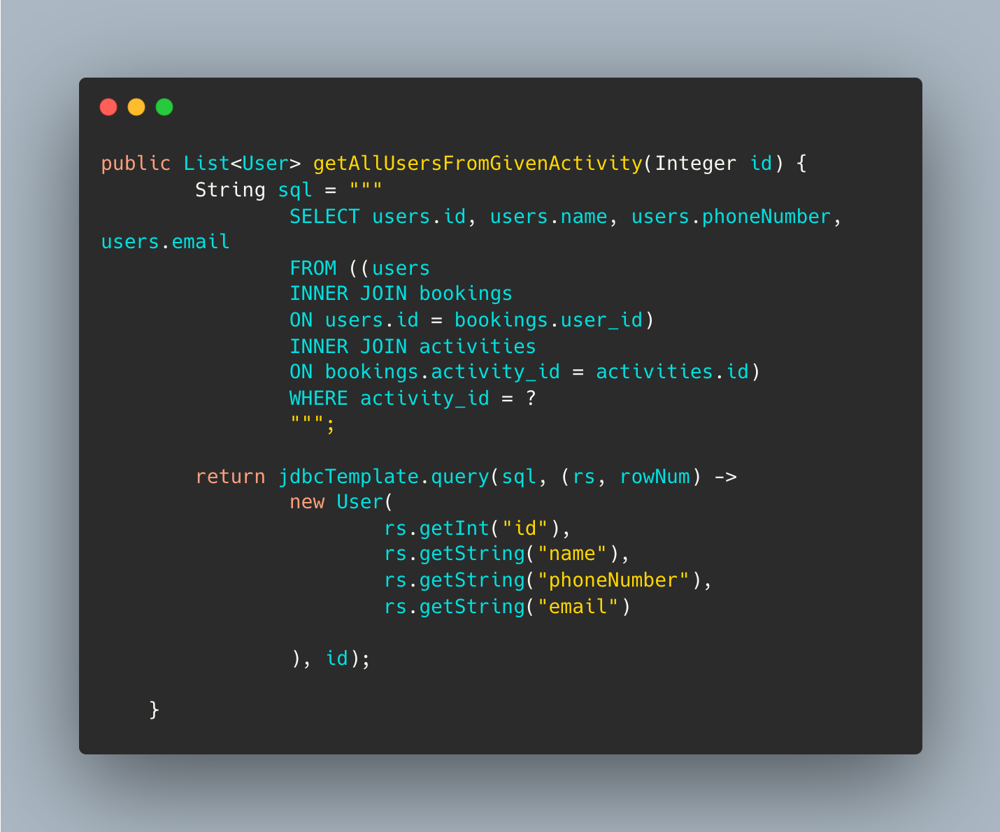 public List<User> getAllUsersFromGivenActivity(Integer id) {
        String sql = """
                SELECT users.id, users.name, users.phoneNumber,
users.email
                FROM ((users
                INNER JOIN bookings
                ON users.id = bookings.user_id)
                INNER JOIN activities
                ON bookings.activity_id = activities.id)
                WHERE activity_id = ?
                """;
        return jdbcTemplate.query(sql, (rs, rowNum) ->
                new User(
                        rs.getInt("id"),
                        rs.getString("name"),
                        rs.getString("phoneNumber"),
                        rs.getString("email")
                ), id);
    }